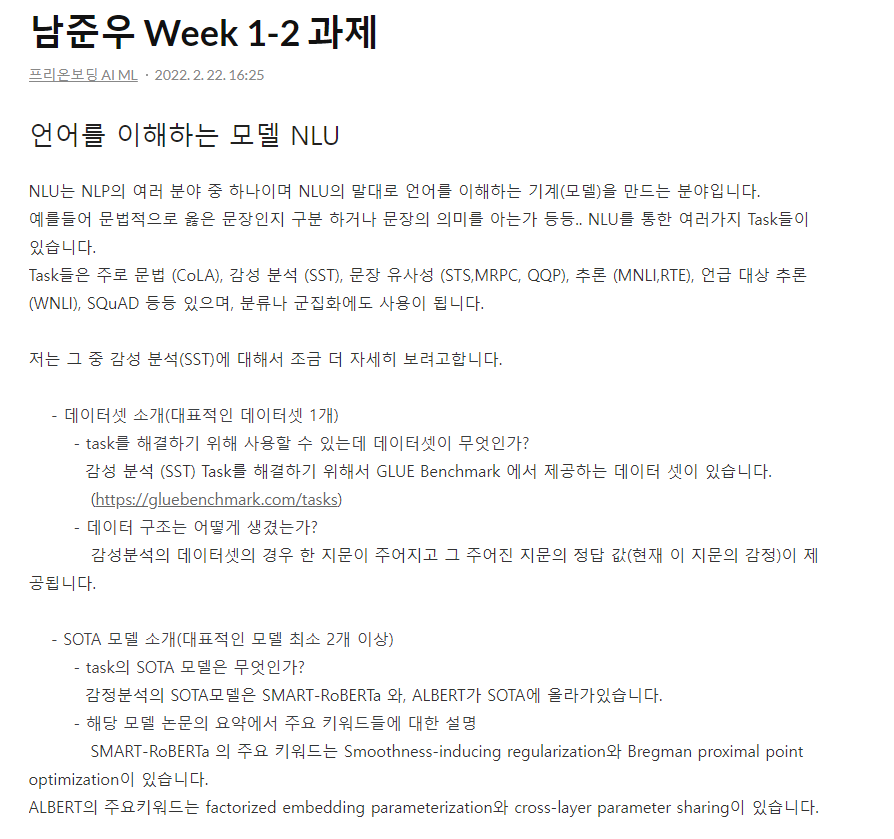 남준우 Week 1-2 과제
프리온보딩 AI ML · 2022. 2. 22. 16:25
언어를 이해하는 모델 NLU
NLU는 NLP의 여러 분야 중 하나이며 NLU의 말대로 언어를 이해하는 기계(모델)을 만드는 분야입니다.
예를들어 문법적으로 옳은 문장인지 구분 하거나 문장의 의미를 아는가 등등.. NLU를 통한 여러가지 Task들이
있습니다.
Task들은 주로 문법 (CoLA), 감성 분석 (SST), 문장 유사성 (STS,MRPC, QQP), 추론 (MNLI,RTE), 언급 대상 추론
(WNLI), SQuAD 등등 있으며, 분류나 군집화에도 사용이 됩니다.
저는 그 중 감성 분석(SST)에 대해서 조금 더 자세히 보려고합니다.
- 데이터셋 소개(대표적인 데이터셋 1개)
- task를 해결하기 위해 사용할 수 있는데 데이터셋이 무엇인가?
감성 분석 (SST) Task를 해결하기 위해서 GLUE Benchmark 에서 제공하는 데이터 셋이 있습니다.
(https://gluebenchmark.com/tasks)
- 데이터 구조는 어떻게 생겼는가?
감성분석의 데이터셋의 경우 한 지문이 주어지고 그 주어진 지문의 정답 값(현재 이 지문의 감정)이 제
공됩니다.
- SOTA 모델 소개(대표적인 모델 최소 2개 이상)
- task의 SOTA 모델은 무엇인가?
감정분석의 SOTA모델은 SMART-RoBERTa 와, ALBERT가 SOTA에 올라가있습니다.
- 해당 모델 논문의 요약에서 주요 키워드들에 대한 설명
SMART-RoBERTa 의 주요 키워드는 Smoothness-inducing regularization와 Bregman proximal point
optimization이 있습니다.
ALBERT의 주요키워드는 factorized embedding parameterization와 cross-layer parameter sharing이 있습니다.